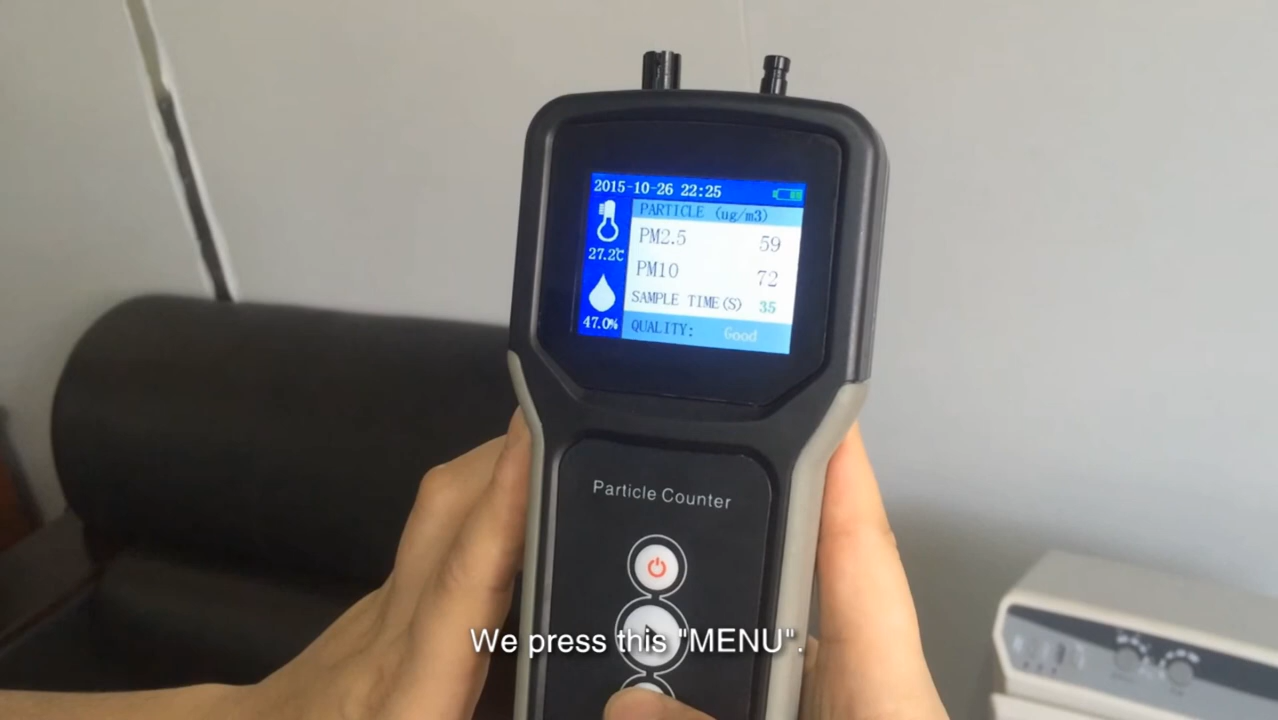 2015-10-26 22:25
PARTICLE (ug/m3)
PM2.5 59
27.2℃
PM10 72
SAMPLE TIME(S) 35
47.0%
QUALITY: Good
Particle Counter
We press this "MENU".